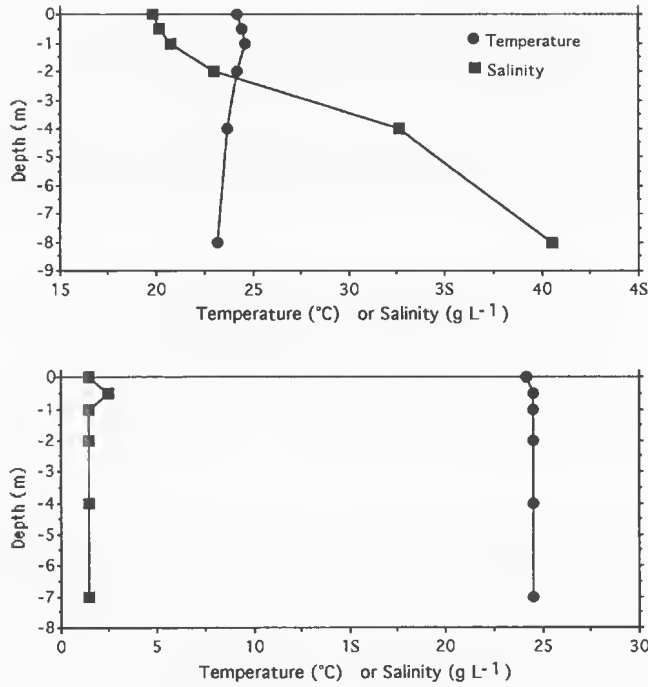 0
-1
-2
-3
-4
-5
-6
-7
-8
-9
Depth (m)
Temperature
Salinity
1S 20 25 30 3S 40 4S
Temperature (°C) or Salinity (g L-1)
0
-1
-2
-3
-4
-5
-6
-7
-8
Depth (m)
0 5 10 1S 20 25 30
Temperature (°C) or Salinity (g L-1)